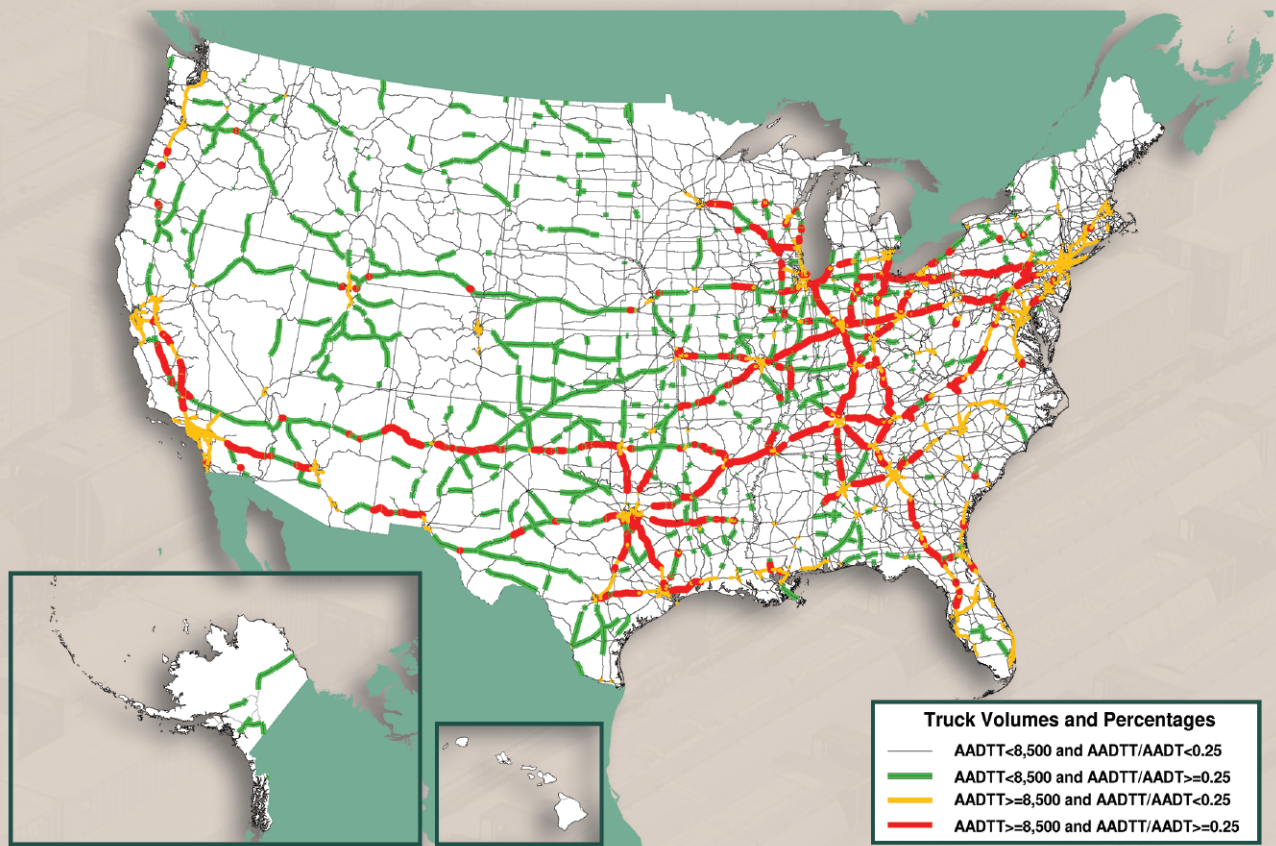 Truck Volumes and Percentages
AADTT<8,500 and AADTT/AADT<0.25
AADTT<8,500 and AADTT/AADT>=0.25
AADTT>=8,500 and AADTT/AADT<0.25
AADTT>=8,500 and AADTT/AADT>=0.25